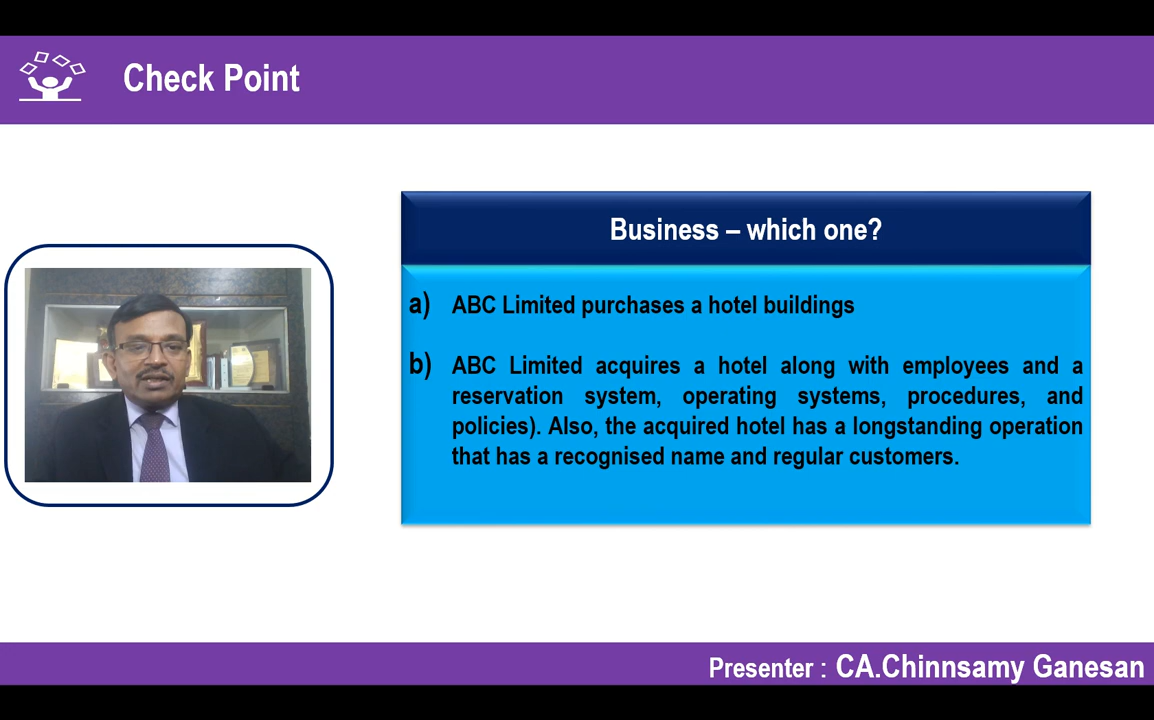 Check Point
Business – which one?
a) ABC Limited purchases a hotel buildings
b) ABC Limited acquires a hotel along with employees and a
reservation system, operating systems, procedures, and
policies). Also, the acquired hotel has a longstanding operation
that has a recognised name and regular customers.
Presenter : CA.Chinnsamy Ganesan